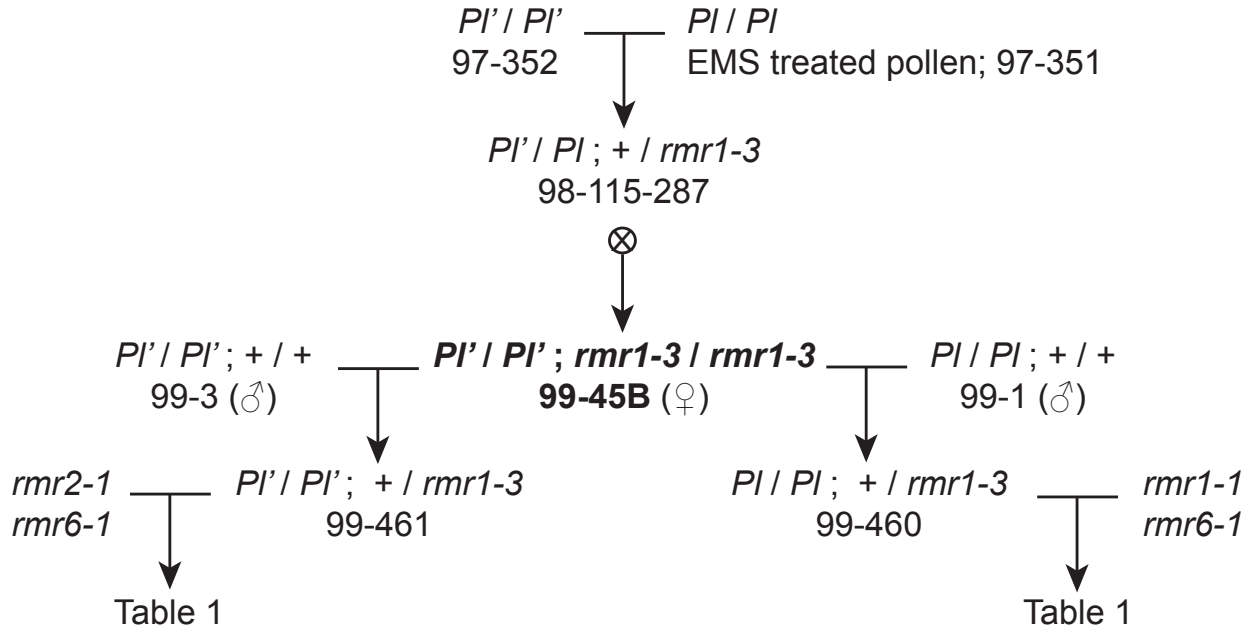 Pl’ / Pl’
97-352
Pl / Pl
EMS treated pollen; 97-351
Pl’ / Pl ; + / rmr1-3
98-115-287
Pl’ / Pl’ ; + / +
99-3 (♂)
Pl’ / Pl’ ; rmr1-3 / rmr1-3
99-45B (♀)
Pl / Pl ; + / +
99-1 (♂)
rmr2-1
rmr6-1
Pl’ / Pl’ ; + / rmr1-3
99-461
Pl / Pl ; + / rmr1-3
99-460
rmr1-1
rmr6-1
Table 1
Table 1